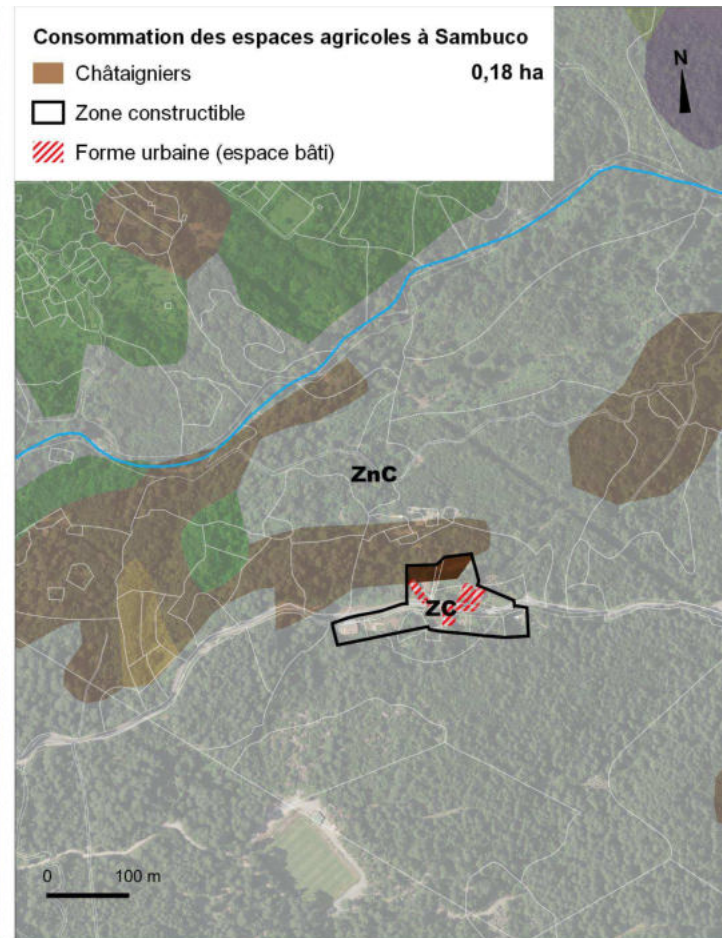 Consommation des espaces agricoles à Sambuco
Châtaigniers 0,18 ha
Zone constructible
Forme urbaine (espace bâti)
N
ZnC
ZC
0 100 m